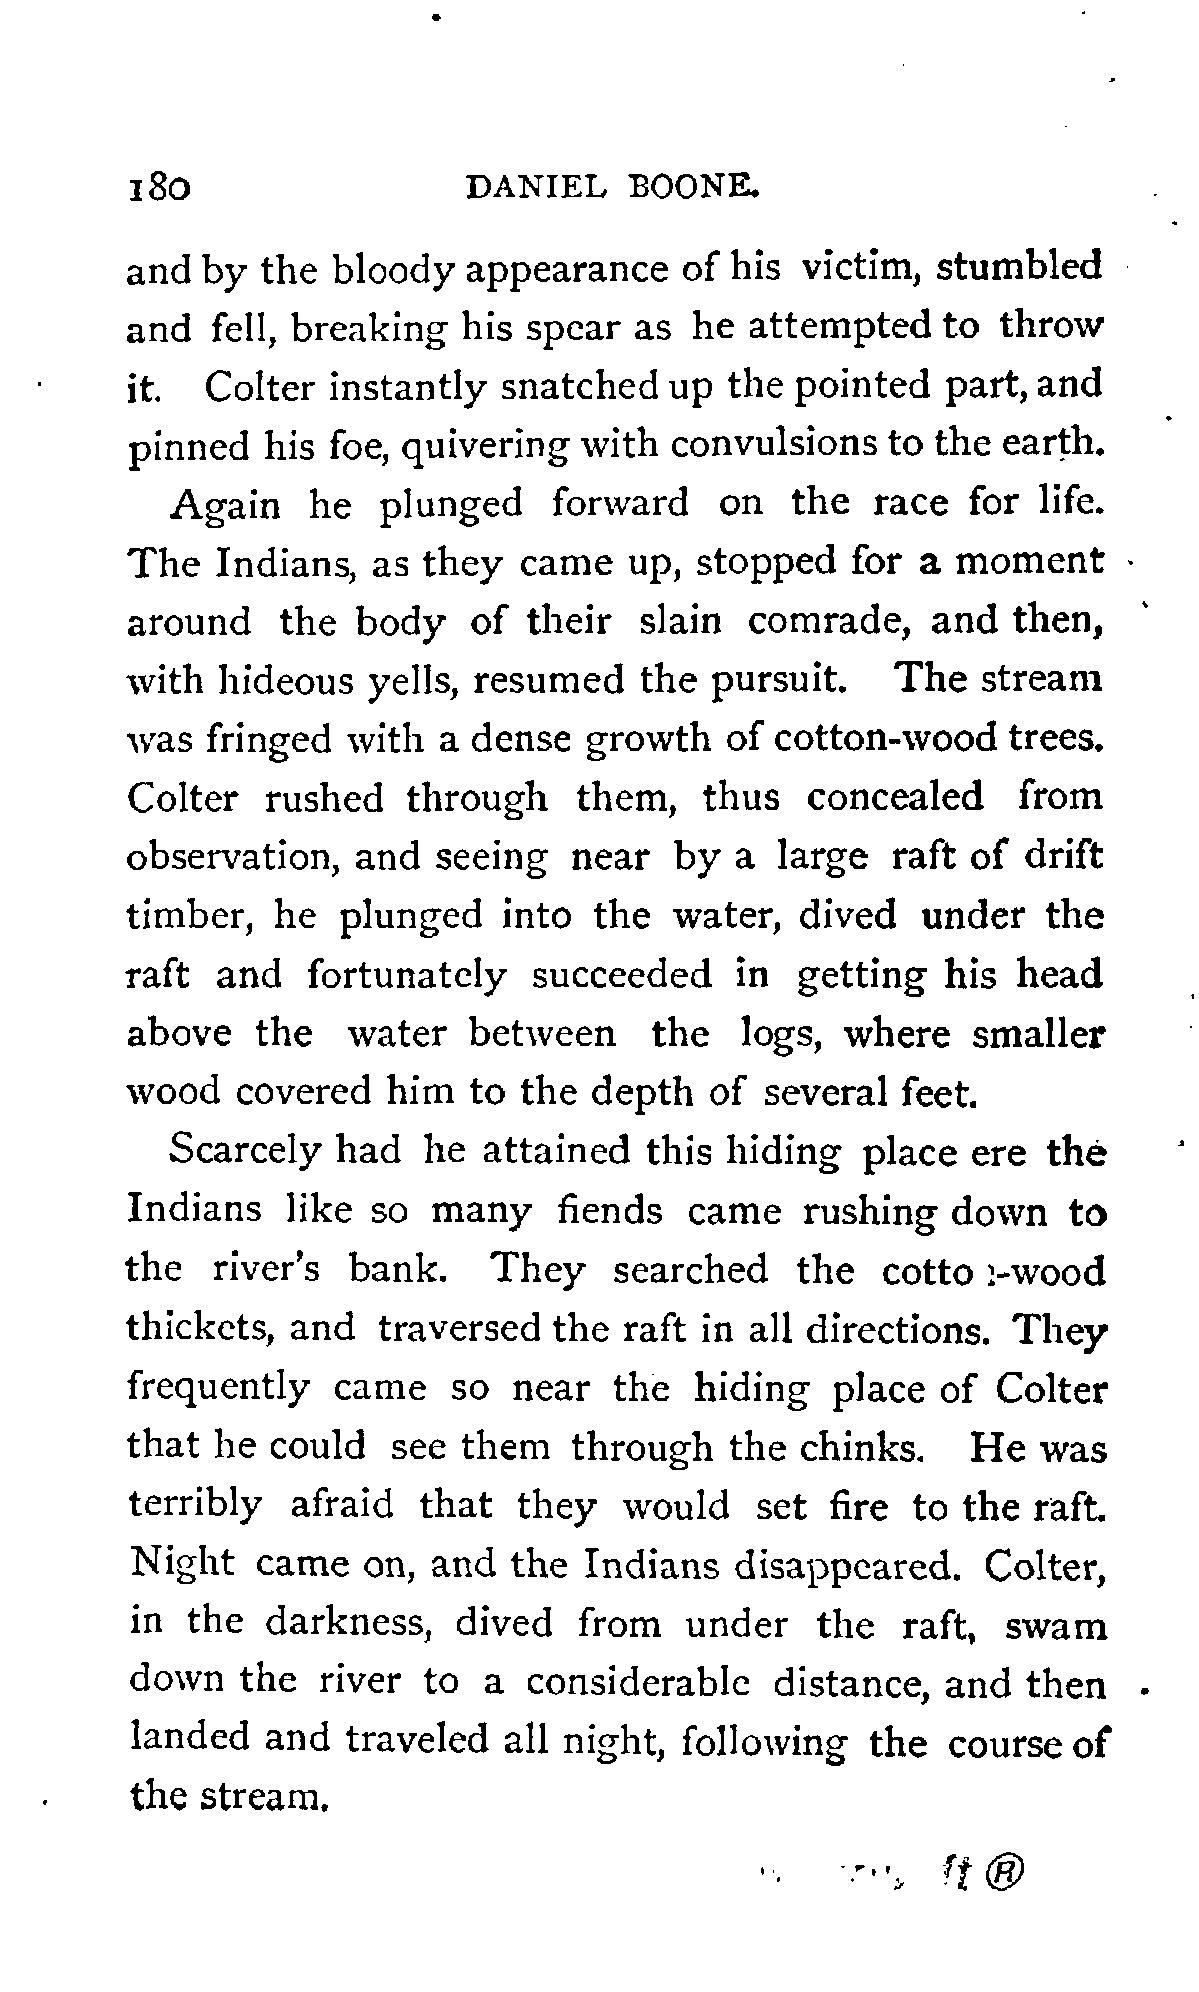 180 DANIEL BOONE.
and by the bloody appearance of his victim, stumbled
and fell, breaking his spear as he attempted to throw
it. Colter instantly snatched up the pointed part, and
pinned his foe, quivering with convulsions to the earth.
Again he plunged forward on the race for life.
The Indians, as they came up, stopped for a moment
around the body of their slain comrade, and then,
with hideous yells, resumed the pursuit. The stream
was fringed with a dense growth of cotton-wood trees.
Colter rushed through them, thus concealed from
observation, and seeing near by a large raft of drift
timber, he plunged into the water, dived under the
raft and fortunately succeeded in getting his head
above the water between the logs, where smaller
wood covered him to the depth of several feet.
Scarcely had he attained this hiding place ere the
Indians like so many fiends came rushing down to
the river's bank. They searched the cotton-wood
thickets, and traversed the raft in all directions. They
frequently came so near the hiding place of Colter
that he could see them through the chinks. He was
terribly afraid that they would set fire to the raft.
Night came on, and the Indians disappeared. Colter,
in the darkness, dived from under the raft, swam
down the river to a considerable distance, and then
landed and traveled all night, following the course of
the stream.